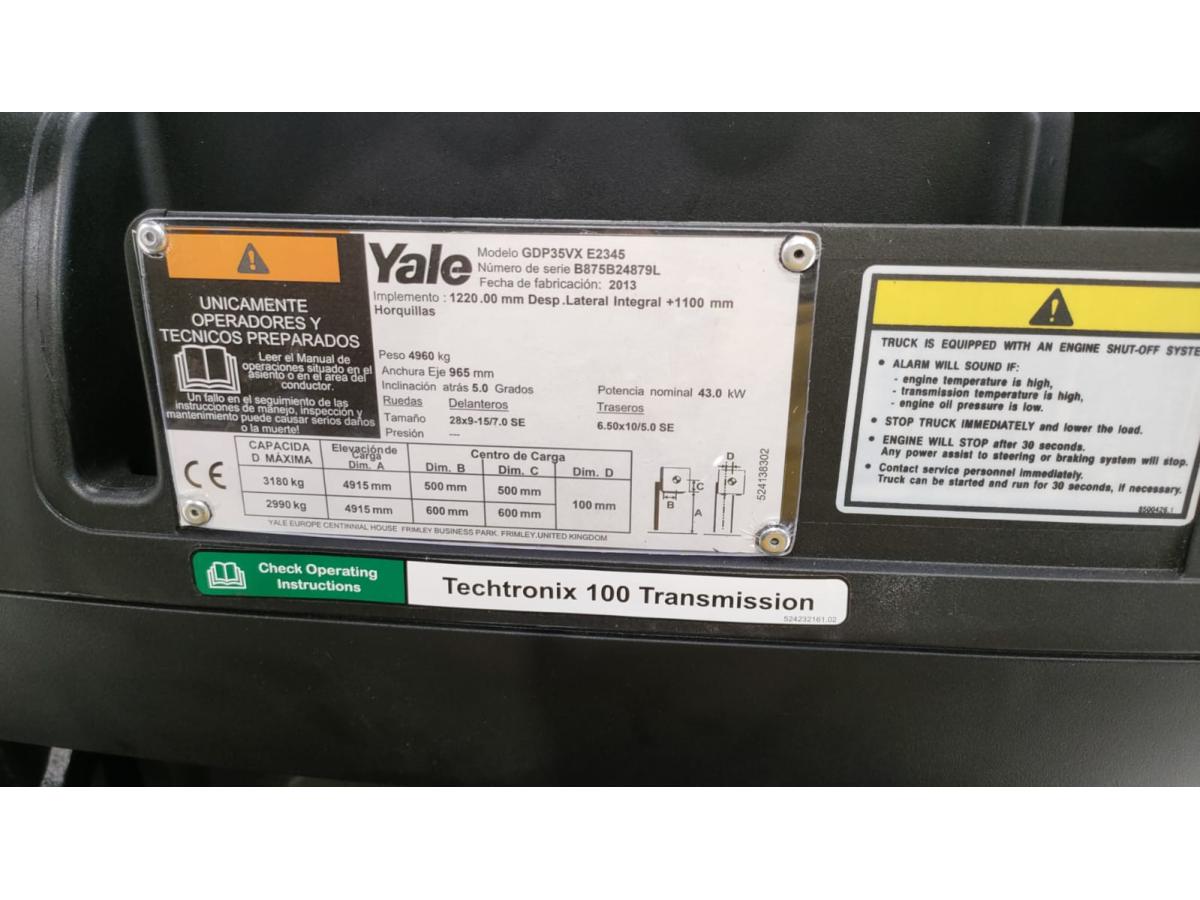 UNICAMENTE
OPERADORES Y
TECNICOS PREPARADOS
Leer el Manual de
operaciones situado en el
asiento o en el area del
conductor.
Un fallo en el seguimiento de las
instrucciones de manejo, inspección y
mantenimiento puede causar serios daños
o la muerte!
Yale
Modelo GDP35VX E2345
Número de serie B875B24879L
Fecha de fabricación: 2013
Implemento : 1220.00 mm Desp.Lateral Integral +1100 mm
Horquillas
Peso 4960 kg
Anchura Eje 965 mm
Inclinación atrás 5.0 Grados Potencia nominal 43.0 kW
Ruedas Delanteros Traseros
Tamaño 28x9-15/7.0 SE 6.50x10/5.0 SE
Presión ---
CE
CAPACIDA D MÁXIMA Elevación de Carga Dim. A Centro de Carga
Dim. B Dim. C Dim. D
3180 kg 4915 mm 500 mm 500 mm 100 mm
2990 kg 4915 mm 600 mm 600 mm
D
C
B
A
524138302
YALE EUROPE CENTINNIAL HOUSE FRIMLEY BUSINESS PARK. FRIMLEY.UNITED KINGDOM
Check Operating
Instructions
Techtronix 100 Transmission
524232161.02
TRUCK IS EQUIPPED WITH AN ENGINE SHUT-OFF SYSTE
• ALARM WILL SOUND IF:
- engine temperature is high,
- transmission temperature is high,
- engine oil pressure is low.
• STOP TRUCK IMMEDIATELY and lower the load.
• ENGINE WILL STOP after 30 seconds.
Any power assist to steering or braking system will stop.
• Contact service personnel immediately.
Truck can be started and run for 30 seconds, if necessary.